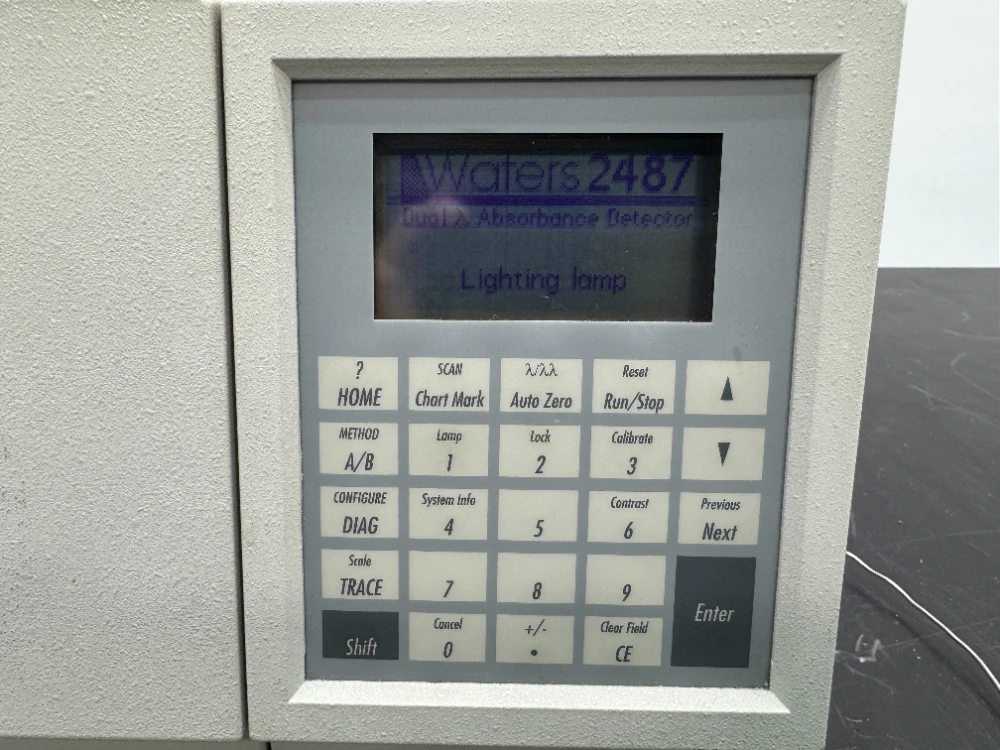 Waters 2487
Dual λ Absorbance Detector
Lighting lamp
?
HOME
SCAN
Chart Mark
λ/λλ
Auto Zero
Reset
Run/Stop
▲
METHOD
A/B
Lamp
1
Lock
2
Calibrate
3
▼
CONFIGURE
DIAG
System Info
4
5
Contrast
6
Previous
Next
Scale
TRACE
7
8
9
Enter
Shift
Cancel
0
+/-
•
Clear Field
CE